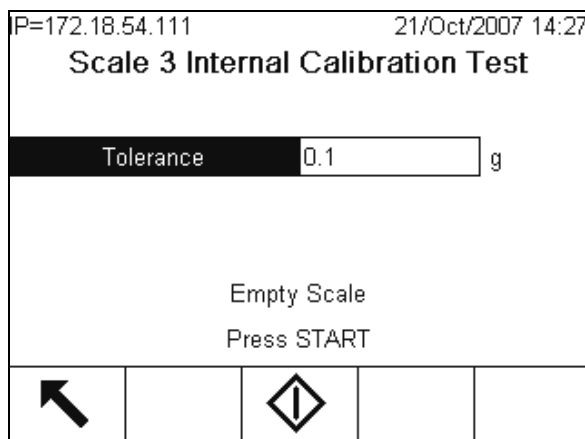 IP=172.18.54.111 21/Oct/2007 14:27
Scale 3 Internal Calibration Test
Tolerance 0.1 g
Empty Scale
Press START